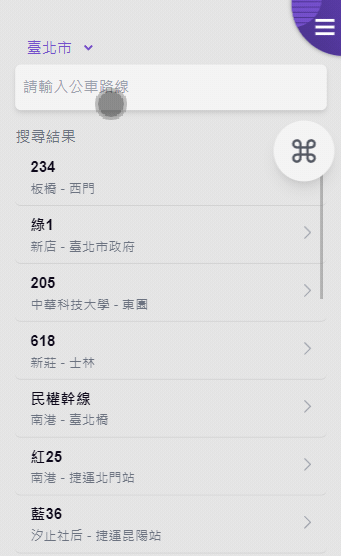 臺北市
請輸入公車路線
搜尋結果
234
板橋 - 西門
綠1
新店 - 臺北市政府
205
中華科技大學 - 東園
618
新莊 - 士林
民權幹線
南港 - 臺北橋
紅25
南港 - 捷運北門站
藍36
汐止社后 - 捷運昆陽站